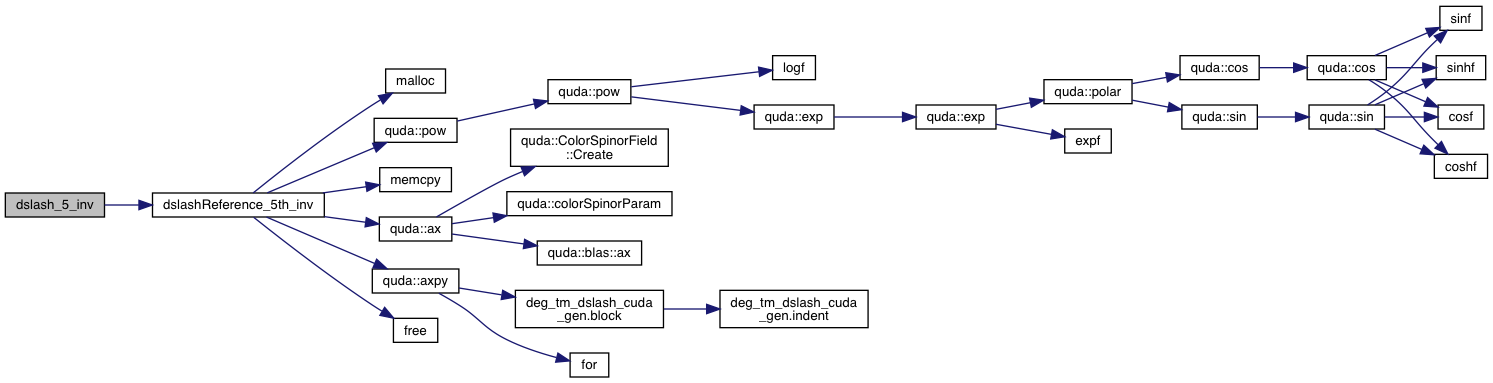 dslash_5_inv
dslashReference_5th_inv
malloc
quda::pow
memcpy
quda::ax
quda::axpy
free
quda::pow
quda::ColorSpinorField
::Create
quda::colorSpinorParam
quda::blas::ax
deg_tm_dslash_cuda
_gen.block
for
logf
quda::exp
deg_tm_dslash_cuda
_gen.indent
quda::exp
quda::polar
expf
quda::cos
quda::sin
quda::cos
quda::sin
sinf
sinhf
cosf
coshf